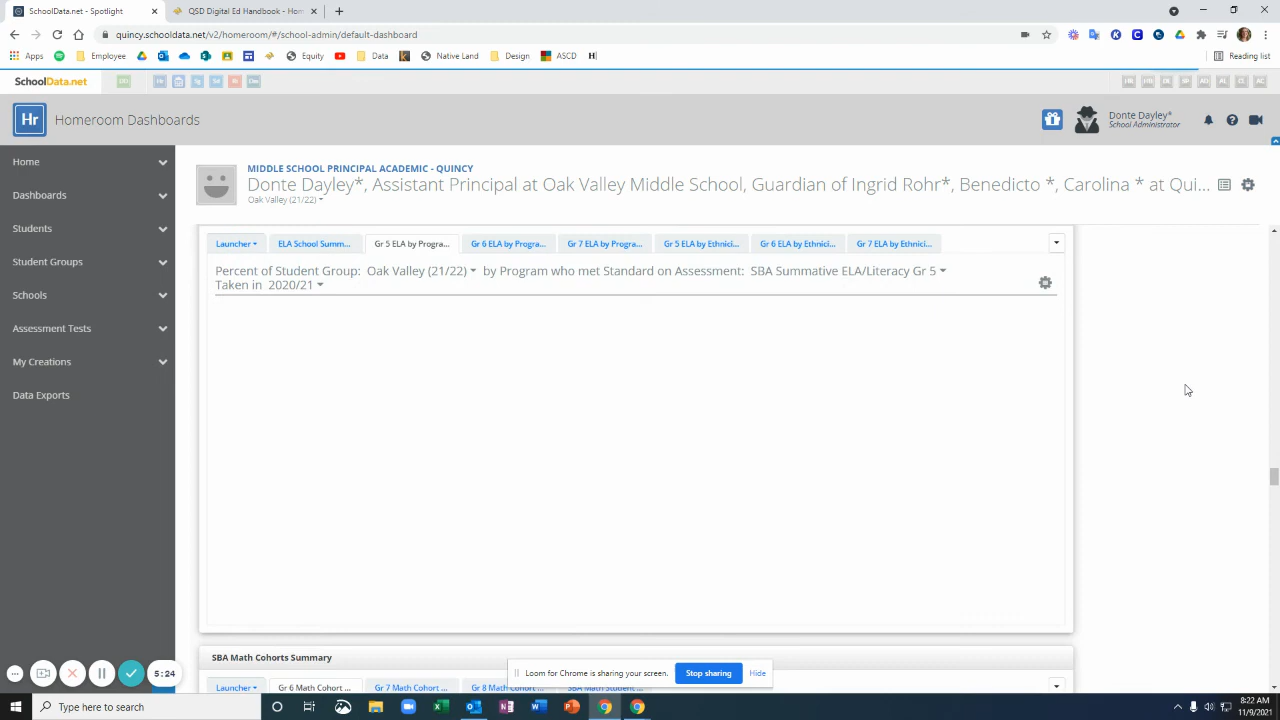 SchoolData.net - Spotlight
QSD Digital Ed Handbook - Hom
quincy.schooldata.net/v2/homeroom/#/school-admin/default-dashboard
Apps
Employee
Equity
Data
Native Land
Design
ASCD
Reading list
SchoolData.net
Hr
Homeroom Dashboards
Donte Dayley*
School Administrator
Home
Dashboards
Students
Student Groups
Schools
Assessment Tests
My Creations
Data Exports
MIDDLE SCHOOL PRINCIPAL ACADEMIC - QUINCY
Donte Dayley*, Assistant Principal at Oak Valley Middle School, Guardian of Ingrid Rohr*, Benedicto *, Carolina * at Qui...
Oak Valley (21/22)
Launcher
ELA School Summ...
Gr 5 ELA by Progra...
Gr 6 ELA by Progra...
Gr 7 ELA by Progra...
Gr 5 ELA by Ethnici...
Gr 6 ELA by Ethnici...
Gr 7 ELA by Ethnici...
Percent of Student Group: Oak Valley (21/22) by Program who met Standard on Assessment: SBA Summative ELA/Literacy Gr 5
Taken in 2020/21
SBA Math Cohorts Summary
Launcher
Gr 6 Math Cohort ...
Gr 7 Math Cohort ...
Gr 8 Math Cohort ...
SBA Math Student
5:24
Loom for Chrome is sharing your screen.
Stop sharing
Hide
Type here to search
8:22 AM
11/9/2021